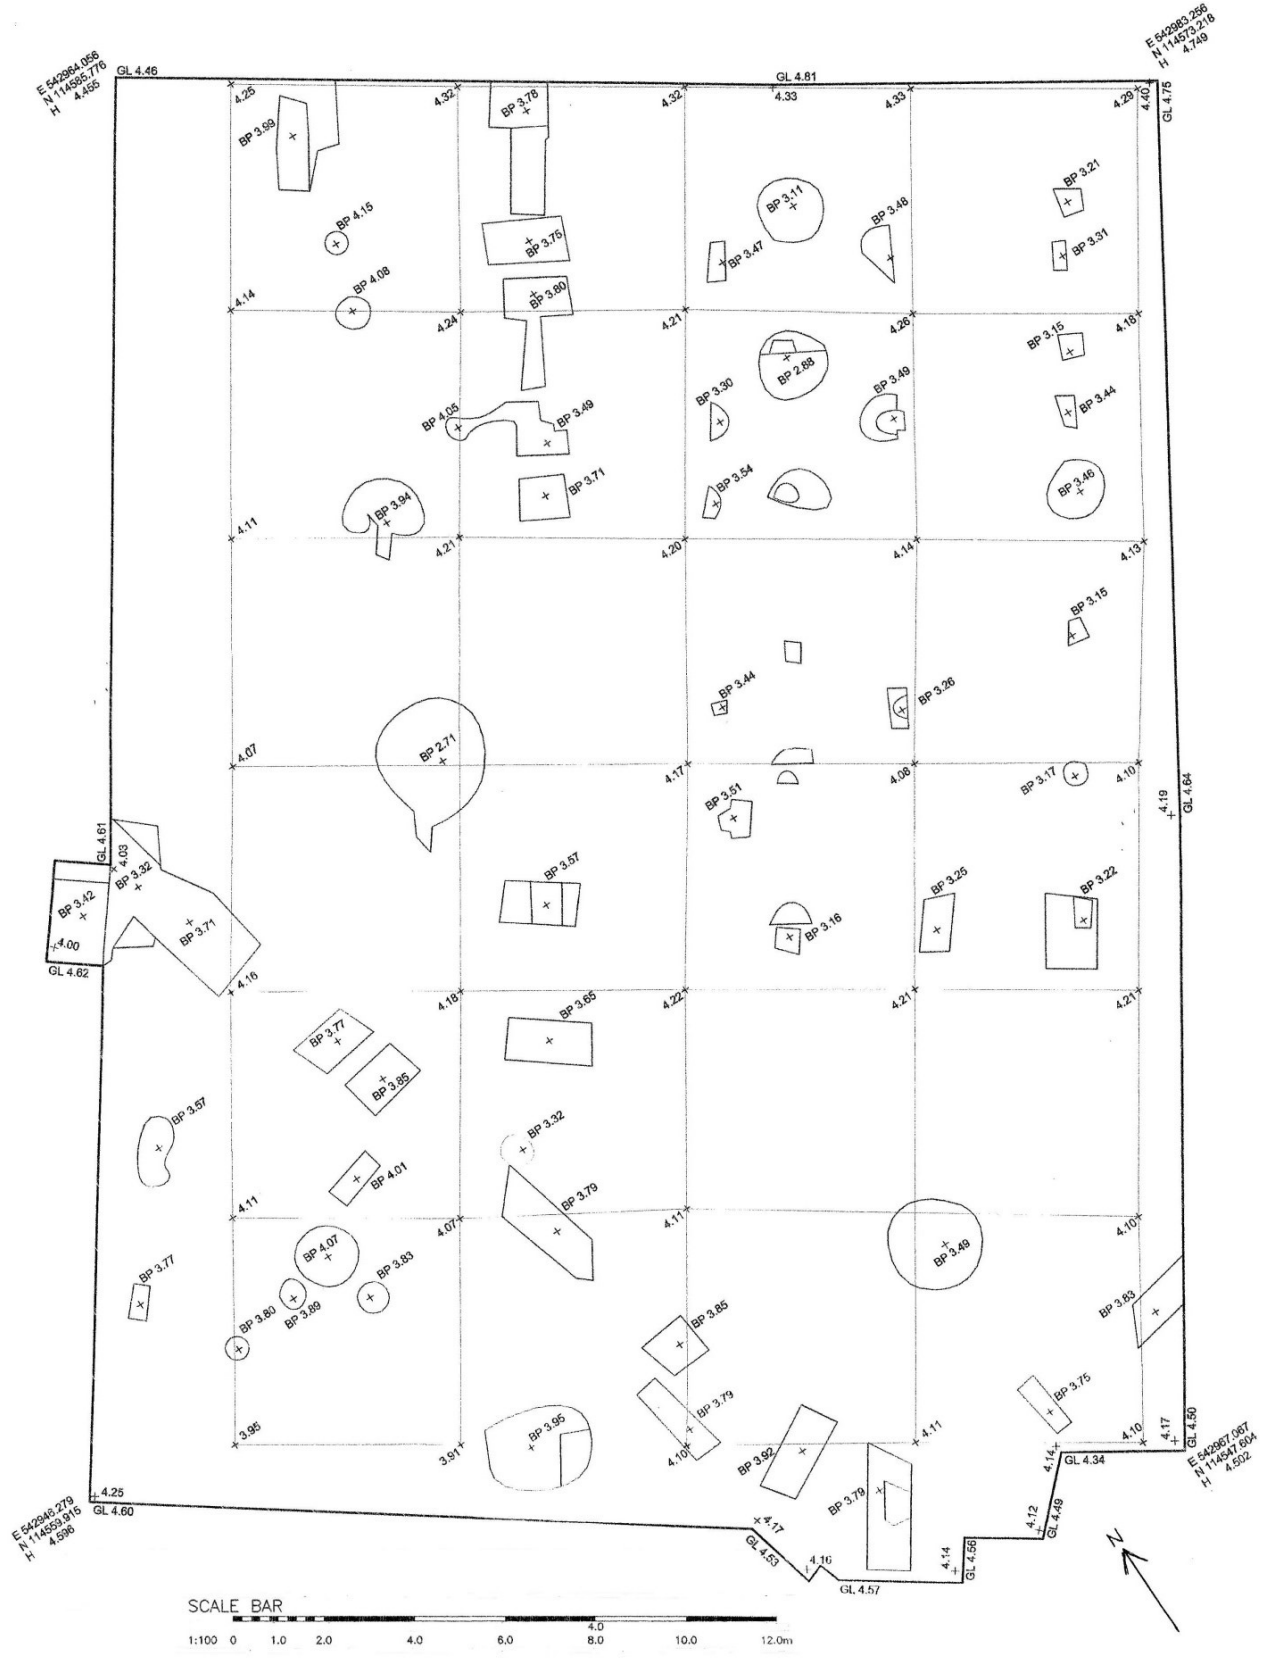 E 542964.056
N 114585.776
H 4.455
GL 4.46
GL 4.81
E 542983.256
N 114573.218
H 4.749
4.25
4.32
4.32
4.33
4.33
4.29
4.40
GL 4.75
BP 3.99
BP 3.78
BP 3.21
BP 3.11
BP 3.48
BP 4.15
BP 3.75
BP 3.47
BP 3.31
BP 4.08
BP 3.80
4.14
4.24
4.21
4.26
4.18
BP 3.15
BP 2.88
BP 3.30
BP 3.49
BP 3.44
BP 4.05
BP 3.49
BP 3.71
BP 3.54
BP 3.46
BP 3.94
4.11
4.21
4.20
4.14
4.13
BP 3.15
BP 3.44
BP 3.26
BP 2.71
4.07
4.17
4.08
4.10
BP 3.17
4.19
GL 4.64
BP 3.51
GL 4.61
4.03
BP 3.32
BP 3.57
BP 3.25
BP 3.22
BP 3.42
BP 3.71
BP 3.16
4.00
GL 4.62
4.16
4.18
4.22
4.21
4.21
BP 3.65
BP 3.77
BP 3.85
BP 3.57
BP 3.32
BP 4.01
BP 3.79
4.11
4.07
4.11
4.10
BP 4.07
BP 3.49
BP 3.77
BP 3.83
BP 3.80
BP 3.89
BP 3.83
BP 3.85
BP 3.79
BP 3.75
BP 3.95
3.95
3.91
4.10
BP 3.92
4.11
4.14
4.10
4.17
GL 4.50
GL 4.34
E 542967.067
N 114547.604
H 4.502
BP 3.79
4.25
GL 4.60
E 542946.279
N 114559.915
H 4.596
4.17
GL 4.53
4.16
GL 4.57
4.14
GL 4.56
4.12
GL 4.49
N
SCALE BAR
4.0
1:100 0 1.0 2.0 4.0 6.0 8.0 10.0 12.0m